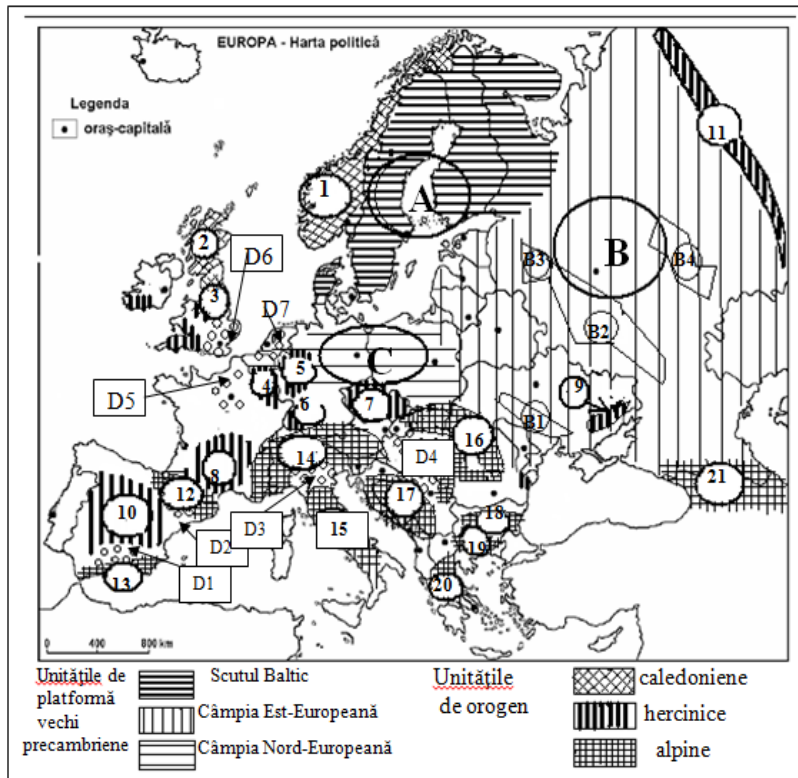 EUROPA - Harta politică
Legenda
oraş-capitală
11
1
A
2
D6
B
B3
B4
3
D7
B2
C
5
4
D5
9
6
7
B1
16
14
D4
8
12
17
21
10
18
D3
15
D2
19
D1
13
20
0 400 800 km
Unitățile de platformă vechi precambriene
Scutul Baltic
Câmpia Est-Europeană
Câmpia Nord-Europeană
Unitățile de orogen
caledoniene
hercinice
alpine